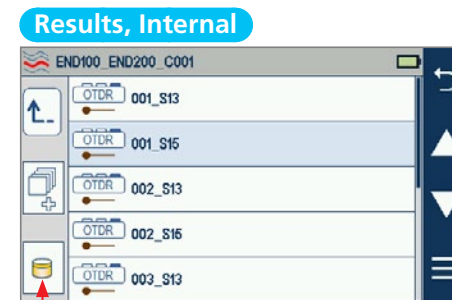 Results, Internal
END100_END200_C001
OTDR 001_S13
OTDR 001_S15
OTDR 002_S13
OTDR 002_S15
OTDR 003_S13